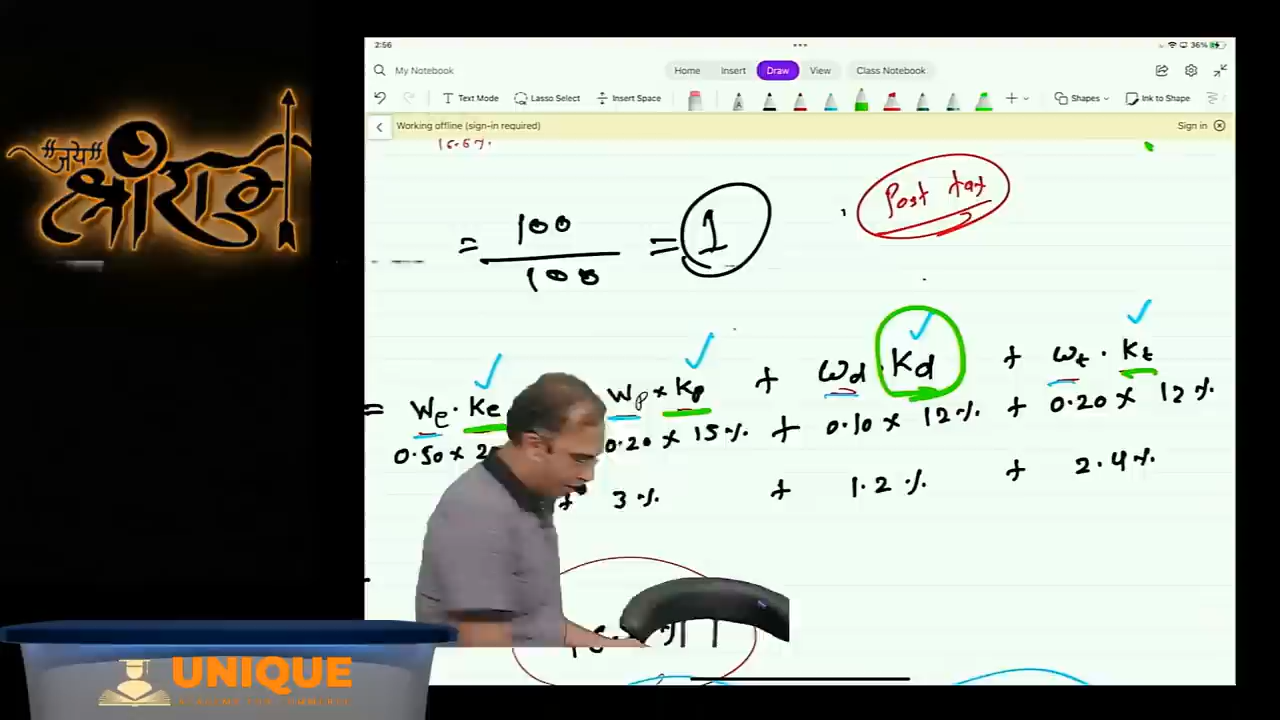 2:56
36%
My Notebook
Home Insert Draw View Class Notebook
Text Mode Lasso Select Insert Space Shapes Ink to Shape
Working offline (sign-in required) Sign in
16.6%.
Post tax
= 100 / 100 = 1
= We · Ke Wp × Kp + Wd · Kd + Wt · Kt
0.50 × 2 0.20 × 15% + 0.10 × 12% + 0.20 × 12%
+ 3% + 1.2% + 2.4%
"जय"
श्री राम
UNIQUE